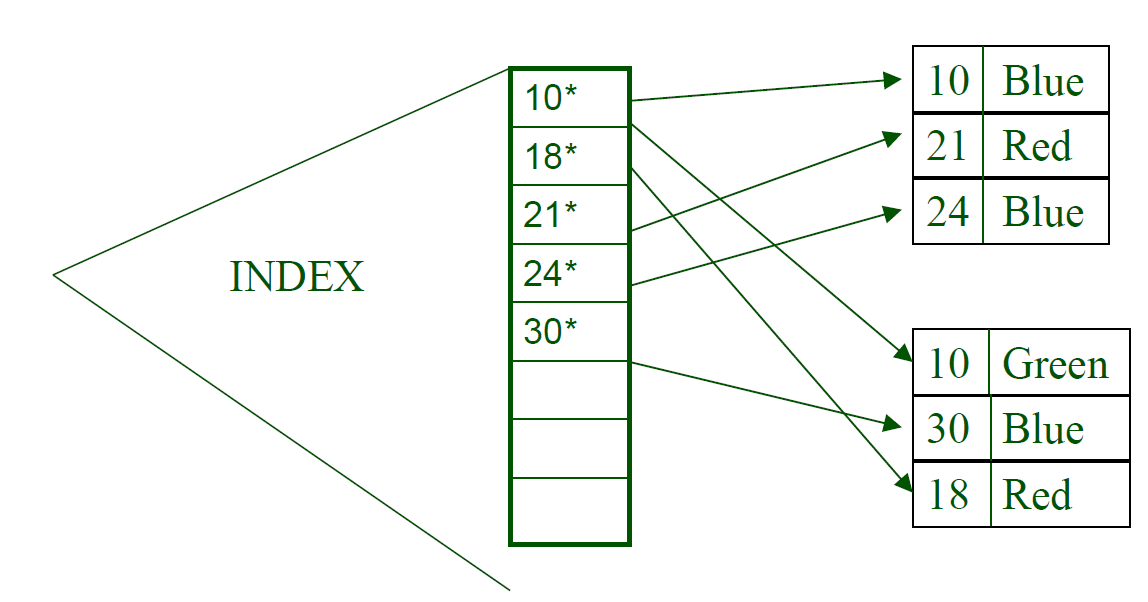 INDEX
10*
18*
21*
24*
30*
10 Blue
21 Red
24 Blue
10 Green
30 Blue
18 Red